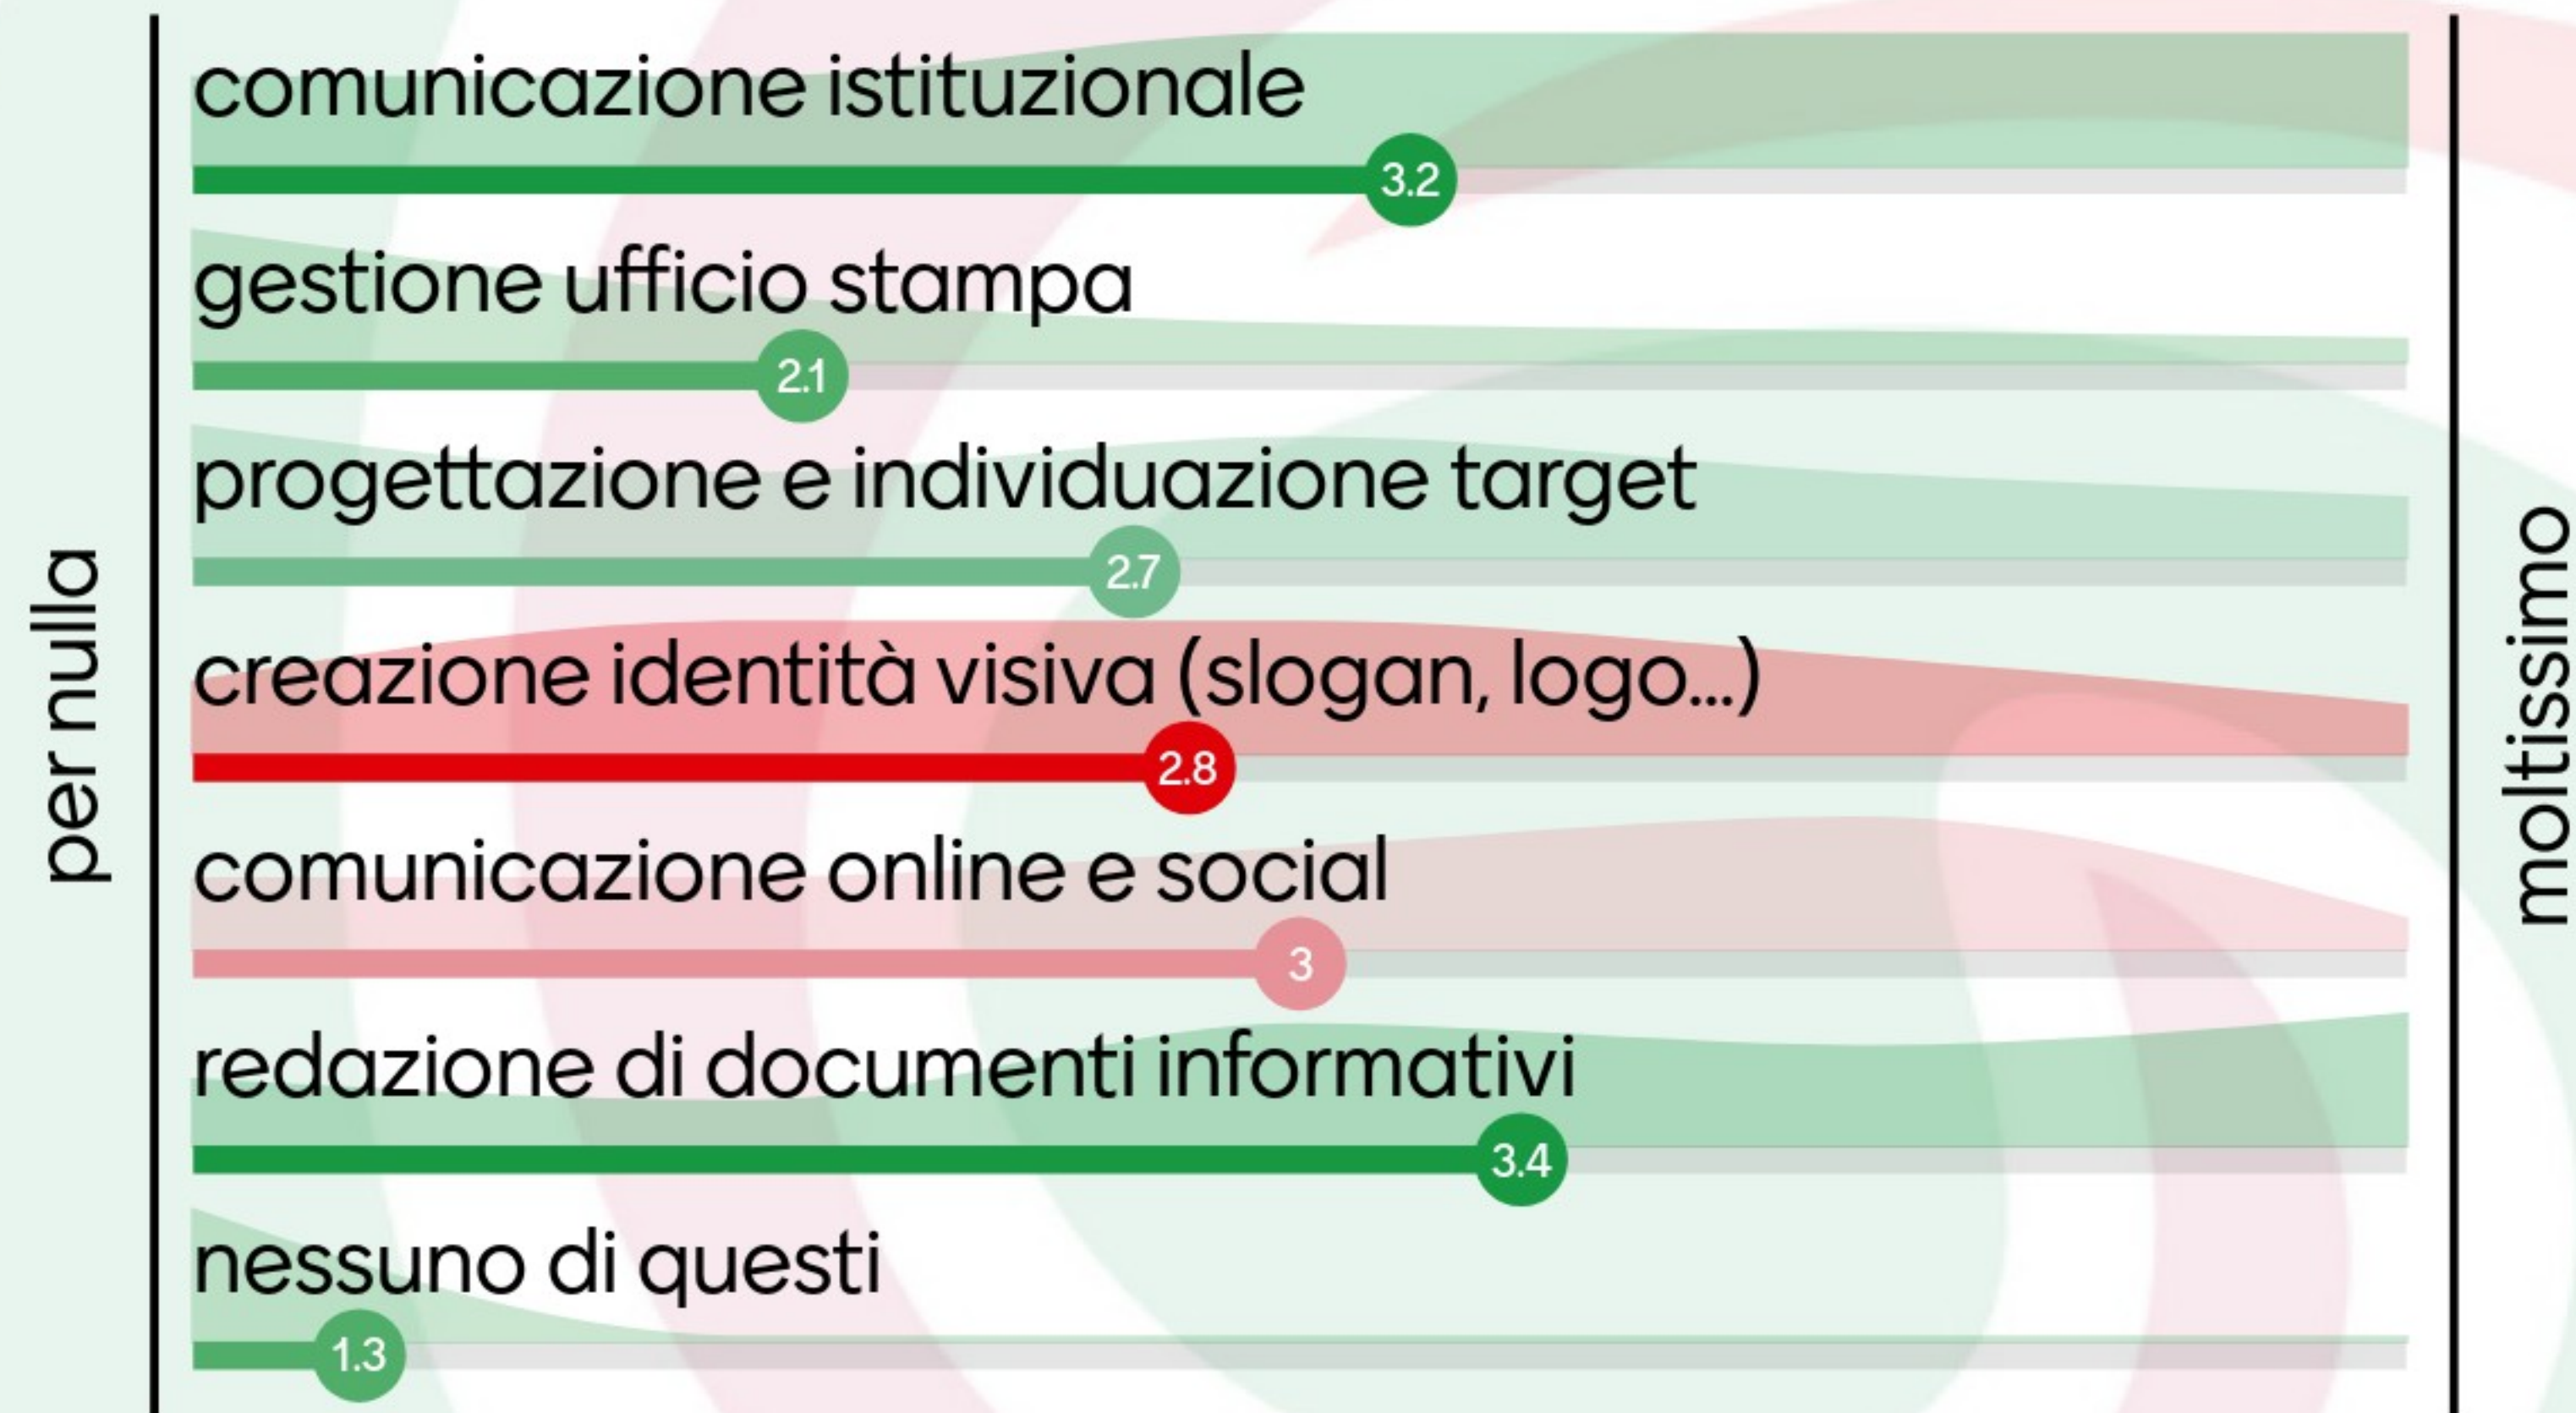 per nulla
comunicazione istituzionale
3.2
gestione ufficio stampa
2.1
progettazione e individuazione target
2.7
creazione identità visiva (slogan, logo...)
2.8
comunicazione online e social
3
redazione di documenti informativi
3.4
nessuno di questi
1.3
moltissimo